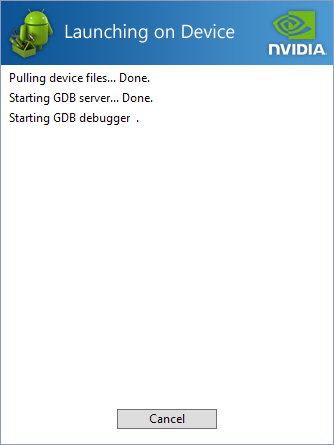 Launching on Device
NVIDIA
Pulling device files... Done.
Starting GDB server... Done.
Starting GDB debugger .
Cancel